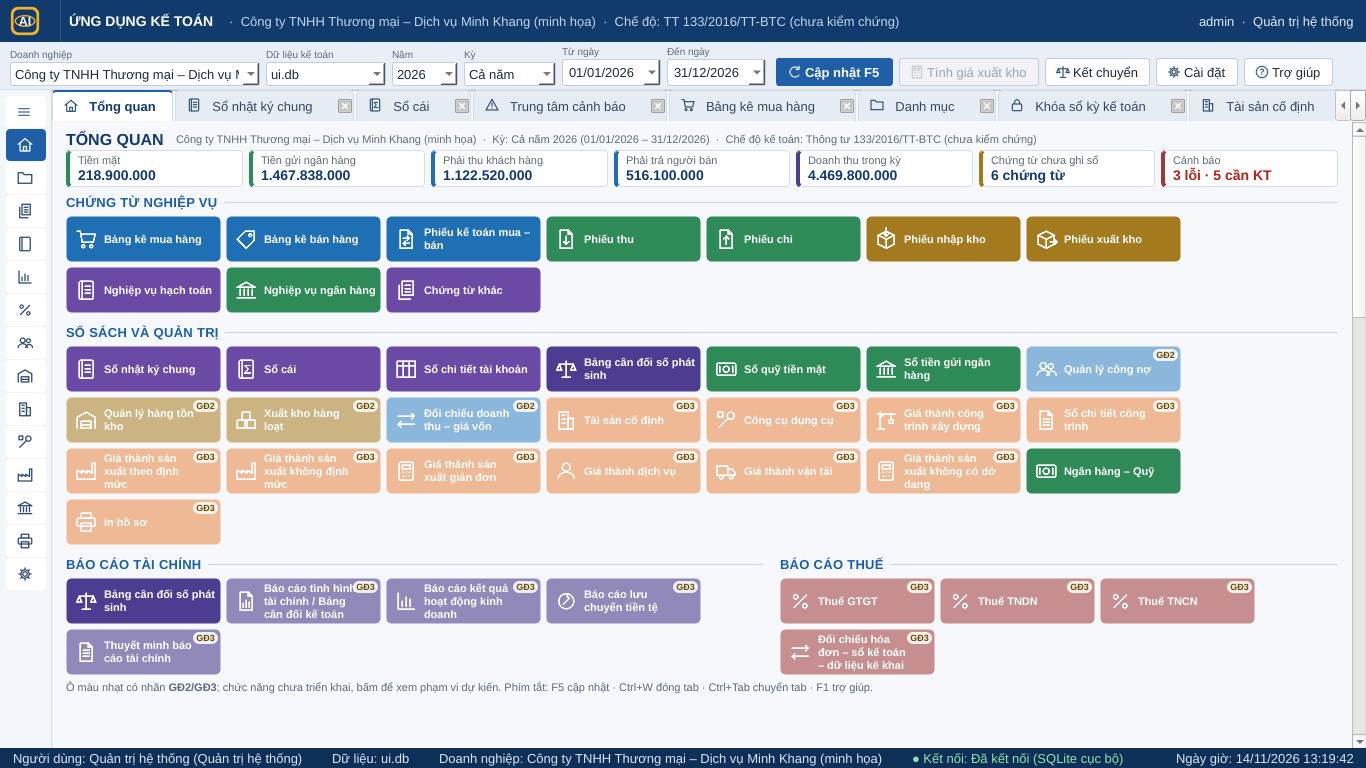 AI ỨNG DỤNG KẾ TOÁN · Công ty TNHH Thương mại – Dịch vụ Minh Khang (minh họa) · Chế độ: TT 133/2016/TT-BTC (chưa kiểm chứng) admin · Quản trị hệ thống
Doanh nghiệp Dữ liệu kế toán Năm Kỳ Từ ngày Đến ngày
Công ty TNHH Thương mại – Dịch vụ M ui.db 2026 Cả năm 01/01/2026 31/12/2026 Cập nhật F5 Tính giá xuất kho Kết chuyển Cài đặt Trợ giúp
Tổng quan Sổ nhật ký chung Sổ cái Trung tâm cảnh báo Bảng kê mua hàng Danh mục Khóa sổ kỳ kế toán Tài sản cố định
TỔNG QUAN Công ty TNHH Thương mại – Dịch vụ Minh Khang (minh họa) · Kỳ: Cả năm 2026 (01/01/2026 – 31/12/2026) · Chế độ kế toán: Thông tư 133/2016/TT-BTC (chưa kiểm chứng)
Tiền mặt Tiền gửi ngân hàng Phải thu khách hàng Phải trả người bán Doanh thu trong kỳ Chứng từ chưa ghi sổ Cảnh báo
218.900.000 1.467.838.000 1.122.520.000 516.100.000 4.469.800.000 6 chứng từ 3 lỗi · 5 cần KT
CHỨNG TỪ NGHIỆP VỤ
Bảng kê mua hàng
Bảng kê bán hàng
Phiếu kế toán mua –
bán
Phiếu thu
Phiếu chi
Phiếu nhập kho
Phiếu xuất kho
Nghiệp vụ hạch toán
Nghiệp vụ ngân hàng
Chứng từ khác
SỔ SÁCH VÀ QUẢN TRỊ
Sổ nhật ký chung
Sổ cái
Sổ chi tiết tài khoản
Bảng cân đối số phát
sinh
Sổ quỹ tiền mặt
Sổ tiền gửi ngân
hàng
Quản lý công nợ GĐ2
Quản lý hàng tồn GĐ2
kho
Xuất kho hàng GĐ2
loạt
Đối chiếu doanh GĐ2
thu – giá vốn
Tài sản cố định GĐ3
Công cụ dụng cụ GĐ3
Giá thành công GĐ3
trình xây dựng
Sổ chi tiết công GĐ3
trình
Giá thành sản GĐ3
xuất theo định
mức
Giá thành sản GĐ3
xuất không định
mức
Giá thành sản GĐ3
xuất giản đơn
Giá thành dịch vụ GĐ3
Giá thành vận tải GĐ3
Giá thành sản GĐ3
xuất không có dở
dang
Ngân hàng – Quỹ
In hồ sơ GĐ3
BÁO CÁO TÀI CHÍNH
Bảng cân đối số phát
sinh
Báo cáo tình hình GĐ3
tài chính / Bảng
cân đối kế toán
Báo cáo kết quả GĐ3
hoạt động kinh
doanh
Báo cáo lưu GĐ3
chuyển tiền tệ
Thuyết minh báo GĐ3
cáo tài chính
BÁO CÁO THUẾ
Thuế GTGT GĐ3
Thuế TNDN GĐ3
Thuế TNCN GĐ3
Đối chiếu hóa GĐ3
đơn – sổ kế toán
– dữ liệu kê khai
Ô màu nhạt có nhãn GĐ2/GĐ3: chức năng chưa triển khai, bấm để xem phạm vi dự kiến. Phím tắt: F5 cập nhật · Ctrl+W đóng tab · Ctrl+Tab chuyển tab · F1 trợ giúp.
Người dùng: Quản trị hệ thống (Quản trị hệ thống) Dữ liệu: ui.db Doanh nghiệp: Công ty TNHH Thương mại – Dịch vụ Minh Khang (minh họa) ● Kết nối: Đã kết nối (SQLite cục bộ) Ngày giờ: 14/11/2026 13:19:42